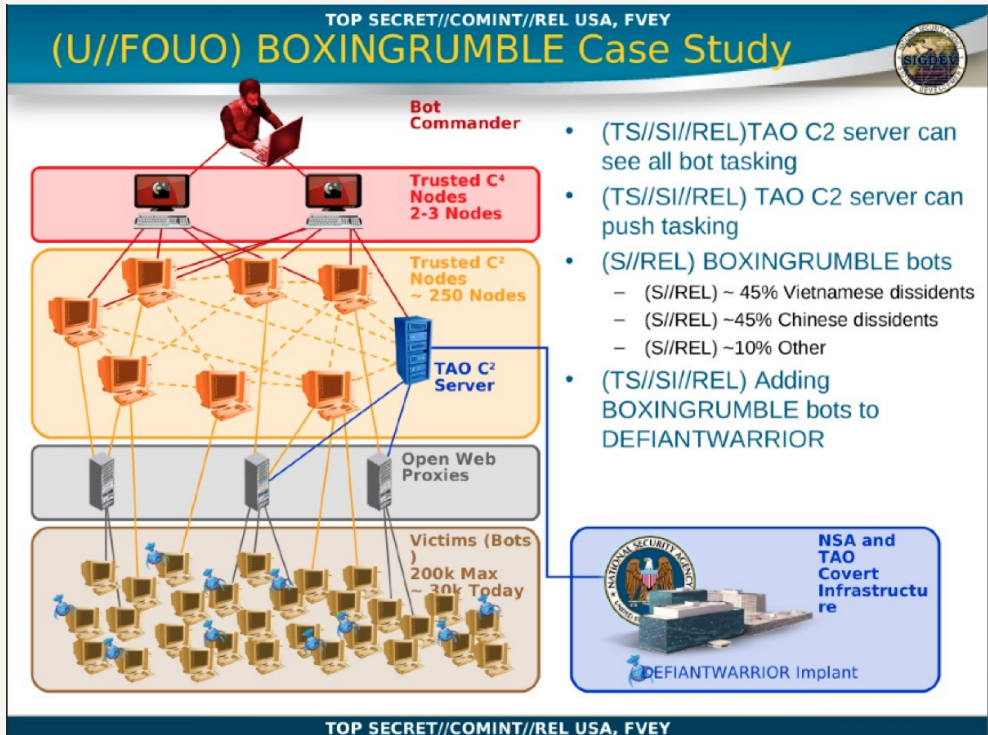 TOP SECRET//COMINT//REL USA, FVEY
(U//FOUO) BOXINGRUMBLE Case Study
SIGDEV
Bot
Commander
Trusted C⁴
Nodes
2-3 Nodes
Trusted C²
Nodes
~ 250 Nodes
TAO C²
Server
Open Web
Proxies
Victims (Bots
)
200k Max
~ 30k Today
• (TS//SI//REL)TAO C2 server can
see all bot tasking
• (TS//SI//REL) TAO C2 server can
push tasking
• (S//REL) BOXINGRUMBLE bots
– (S//REL) ~ 45% Vietnamese dissidents
– (S//REL) ~45% Chinese dissidents
– (S//REL) ~10% Other
• (TS//SI//REL) Adding
BOXINGRUMBLE bots to
DEFIANTWARRIOR
NATIONAL SECURITY AGENCY
NSA and
TAO
Covert
Infrastructu
re
DEFIANTWARRIOR Implant
TOP SECRET//COMINT//REL USA, FVEY